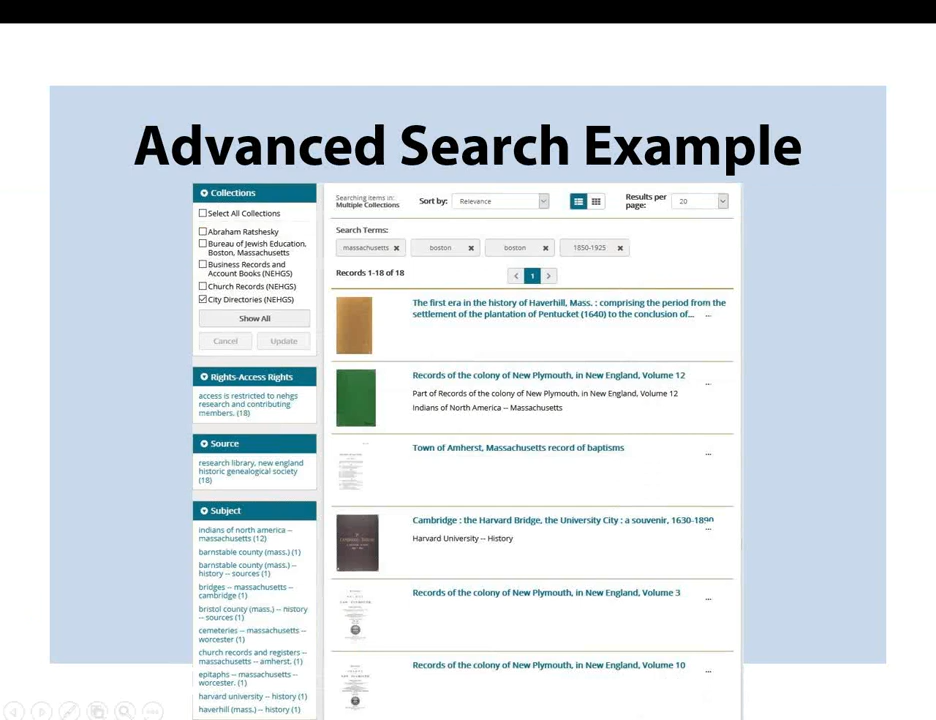 Advanced Search Example
Collections
Select All Collections
Abraham Ratshesky
Bureau of Jewish Education,
Boston, Massachusetts
Business Records and
Account Books (NEHGS)
Church Records (NEHGS)
City Directories (NEHGS)
Show All
Cancel
Update
Rights-Access Rights
access is restricted to nehgs
research and contributing
members. (18)
Source
research library, new england
historic genealogical society
(18)
Subject
indians of north america --
massachusetts (12)
barnstable county (mass.) (1)
barnstable county (mass.) --
history -- sources (1)
bridges -- massachusetts --
cambridge (1)
bristol county (mass.) -- history
-- sources (1)
cemeteries -- massachusetts --
worcester (1)
church records and registers --
massachusetts -- amherst. (1)
epitaphs -- massachusetts --
worcester. (1)
harvard university -- history (1)
haverhill (mass.) -- history (1)
Searching items in:
Multiple Collections
Sort by:
Relevance
Results per
page:
20
Search Terms:
massachusetts
boston
boston
1850-1925
Records 1-18 of 18
1
The first era in the history of Haverhill, Mass. : comprising the period from the
settlement of the plantation of Pentucket (1640) to the conclusion of...
...
Records of the colony of New Plymouth, in New England, Volume 12
...
Part of Records of the colony of New Plymouth, in New England, Volume 12
Indians of North America -- Massachusetts
Town of Amherst, Massachusetts record of baptisms
...
Cambridge : the Harvard Bridge, the University City : a souvenir, 1630-1890
...
Harvard University -- History
Records of the colony of New Plymouth, in New England, Volume 3
...
Records of the colony of New Plymouth, in New England, Volume 10
...